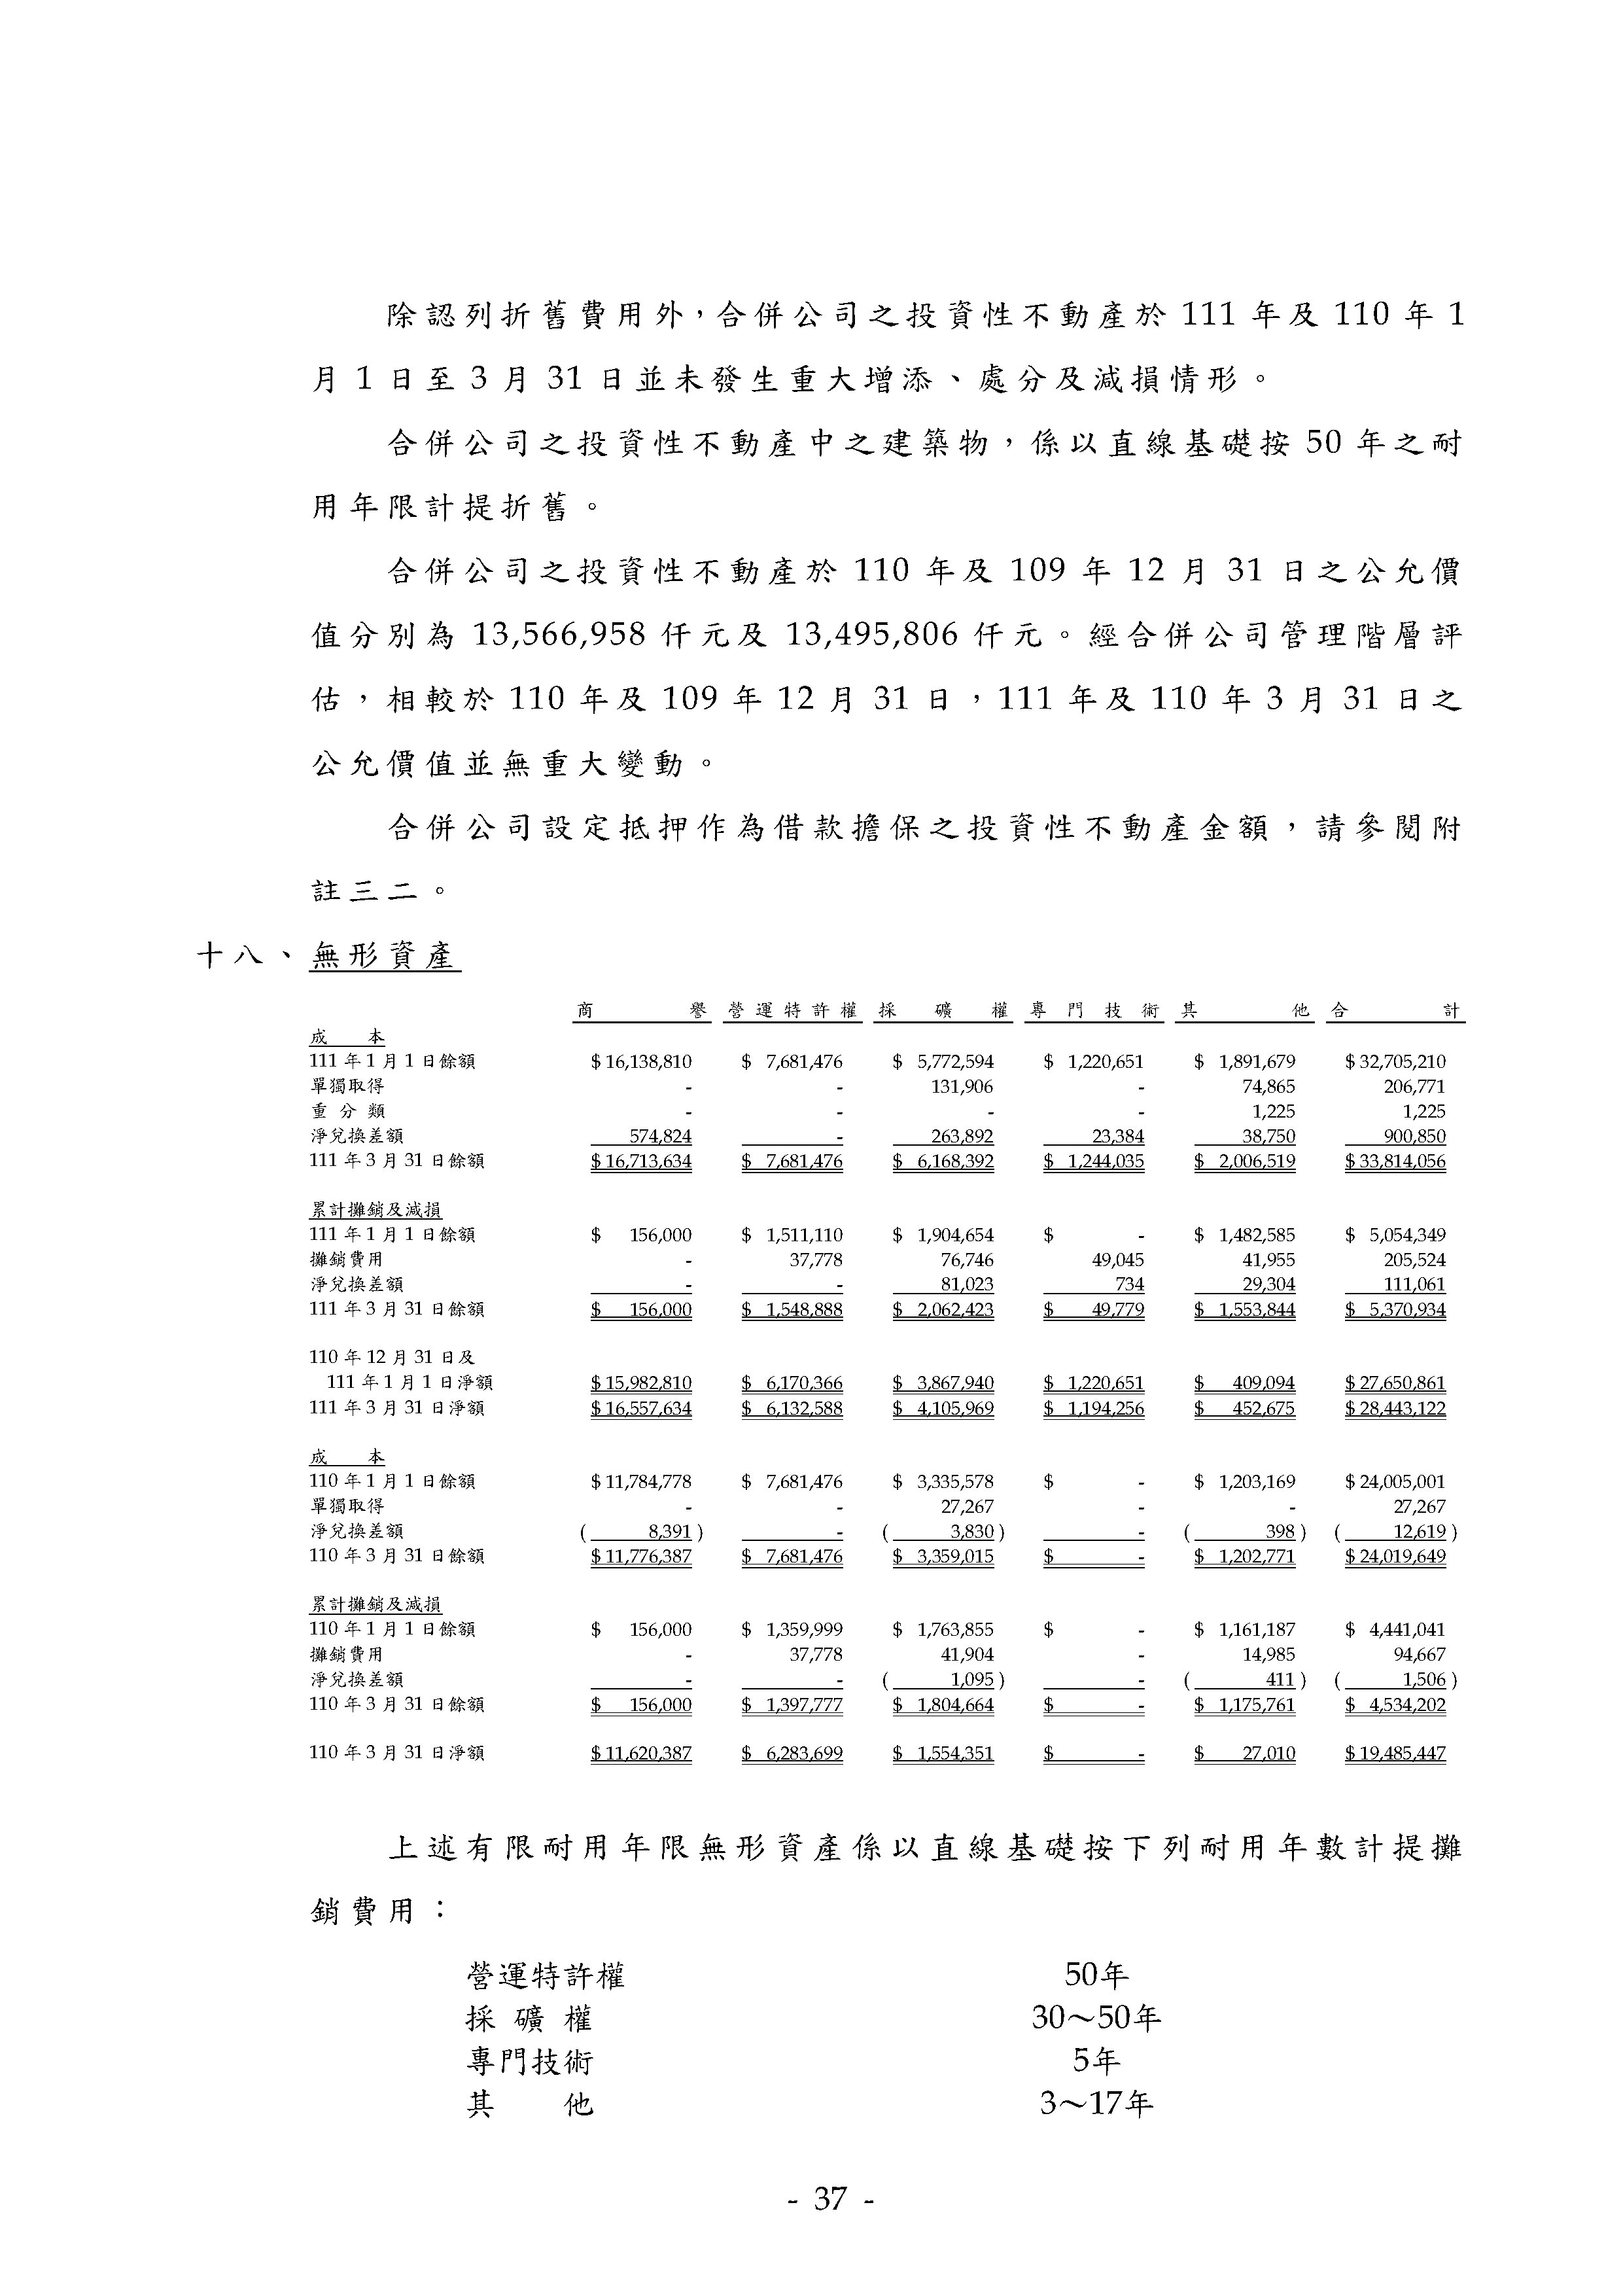 除認列折舊費用外，合併公司之投資性不動產於 111 年及 110 年 1
月 1 日至 3 月 31 日並未發生重大增添、處分及減損情形。
合併公司之投資性不動產中之建築物，係以直線基礎按 50 年之耐
用年限計提折舊。
合併公司之投資性不動產於 110 年及 109 年 12 月 31 日之公允價
值分別為 13,566,958 仟元及 13,495,806 仟元。經合併公司管理階層評
估，相較於 110 年及 109 年 12 月 31 日，111 年及 110 年 3 月 31 日之
公允價值並無重大變動。
合併公司設定抵押作為借款擔保之投資性不動產金額，請參閱附
註三二。
十八、無形資產
商譽 營運特許權 採礦權 專門技術 其他 合計
成本
111 年 1 月 1 日餘額 $ 16,138,810 $ 7,681,476 $ 5,772,594 $ 1,220,651 $ 1,891,679 $ 32,705,210
單獨取得 - - 131,906 - 74,865 206,771
重分類 - - - - 1,225 1,225
淨兌換差額 574,824 - 263,892 23,384 38,750 900,850
111 年 3 月 31 日餘額 $ 16,713,634 $ 7,681,476 $ 6,168,392 $ 1,244,035 $ 2,006,519 $ 33,814,056
累計攤銷及減損
111 年 1 月 1 日餘額 $ 156,000 $ 1,511,110 $ 1,904,654 $ - $ 1,482,585 $ 5,054,349
攤銷費用 - 37,778 76,746 49,045 41,955 205,524
淨兌換差額 - - 81,023 734 29,304 111,061
111 年 3 月 31 日餘額 $ 156,000 $ 1,548,888 $ 2,062,423 $ 49,779 $ 1,553,844 $ 5,370,934
110 年 12 月 31 日及
111 年 1 月 1 日淨額 $ 15,982,810 $ 6,170,366 $ 3,867,940 $ 1,220,651 $ 409,094 $ 27,650,861
111 年 3 月 31 日淨額 $ 16,557,634 $ 6,132,588 $ 4,105,969 $ 1,194,256 $ 452,675 $ 28,443,122
成本
110 年 1 月 1 日餘額 $ 11,784,778 $ 7,681,476 $ 3,335,578 $ - $ 1,203,169 $ 24,005,001
單獨取得 - - 27,267 - - 27,267
淨兌換差額 ( 8,391 ) - ( 3,830 ) - ( 398 ) ( 12,619 )
110 年 3 月 31 日餘額 $ 11,776,387 $ 7,681,476 $ 3,359,015 $ - $ 1,202,771 $ 24,019,649
累計攤銷及減損
110 年 1 月 1 日餘額 $ 156,000 $ 1,359,999 $ 1,763,855 $ - $ 1,161,187 $ 4,441,041
攤銷費用 - 37,778 41,904 - 14,985 94,667
淨兌換差額 - - ( 1,095 ) - ( 411 ) ( 1,506 )
110 年 3 月 31 日餘額 $ 156,000 $ 1,397,777 $ 1,804,664 $ - $ 1,175,761 $ 4,534,202
110 年 3 月 31 日淨額 $ 11,620,387 $ 6,283,699 $ 1,554,351 $ - $ 27,010 $ 19,485,447
上述有限耐用年限無形資產係以直線基礎按下列耐用年數計提攤
銷費用：
營運特許權 50年
採礦權 30～50年
專門技術 5年
其他 3～17年
- 37 -